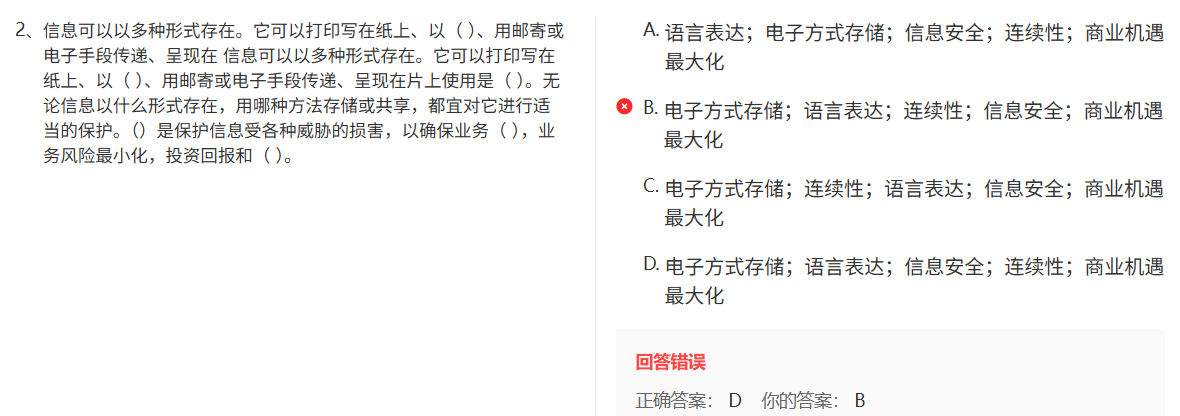 2、信息可以以多种形式存在。它可以打印写在纸上、以（ ）、用邮寄或
电子手段传递、呈现在 信息可以以多种形式存在。它可以打印写在
纸上、以（ ）、用邮寄或电子手段传递、呈现在片上使用是（ ）。无
论信息以什么形式存在，用哪种方法存储或共享，都宜对它进行适
当的保护。（）是保护信息受各种威胁的损害，以确保业务（ ），业
务风险最小化，投资回报和（ ）。
A. 语言表达；电子方式存储；信息安全；连续性；商业机遇
最大化
B. 电子方式存储；语言表达；连续性；信息安全；商业机遇
最大化
C. 电子方式存储；连续性；语言表达；信息安全；商业机遇
最大化
D. 电子方式存储；语言表达；信息安全；连续性；商业机遇
最大化
回答错误
正确答案： D 你的答案： B